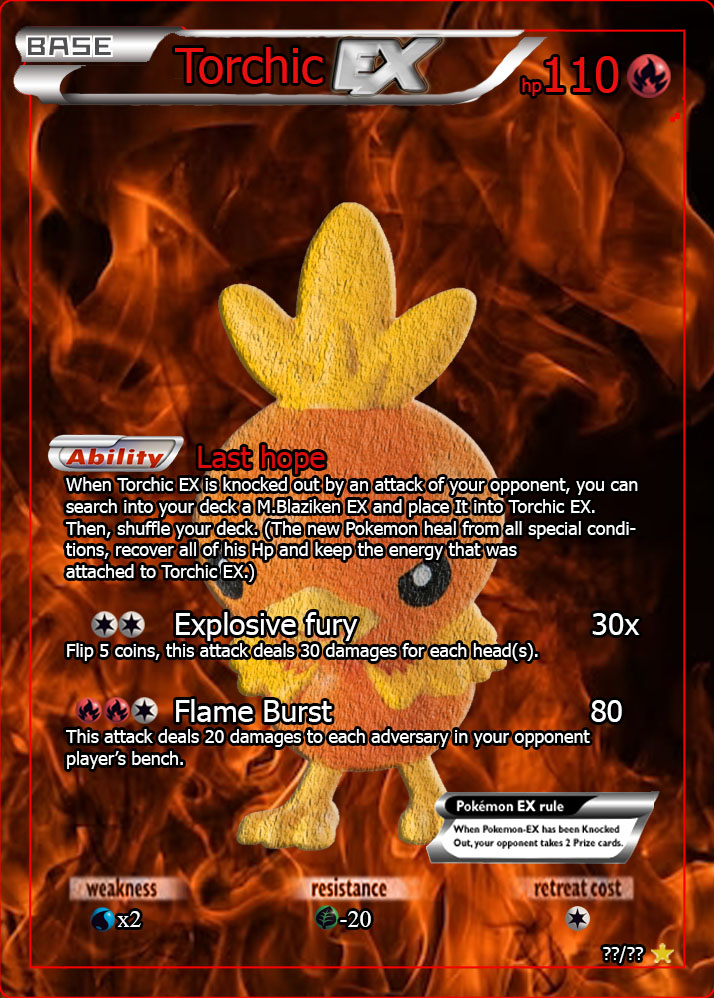 BASE
Torchic EX
hp110
Ability Last hope
When Torchic EX is knocked out by an attack of your opponent, you can
search into your deck a M.Blaziken EX and place It into Torchic EX.
Then, shuffle your deck. (The new Pokemon heal from all special condi-
tions, recover all of his Hp and keep the energy that was
attached to Torchic EX.)
Explosive fury 30x
Flip 5 coins, this attack deals 30 damages for each head(s).
Flame Burst 80
This attack deals 20 damages to each adversary in your opponent
player's bench.
Pokémon EX rule
When Pokemon-EX has been Knocked
Out, your opponent takes 2 Prize cards.
weakness resistance retreat cost
x2 -20
??/??